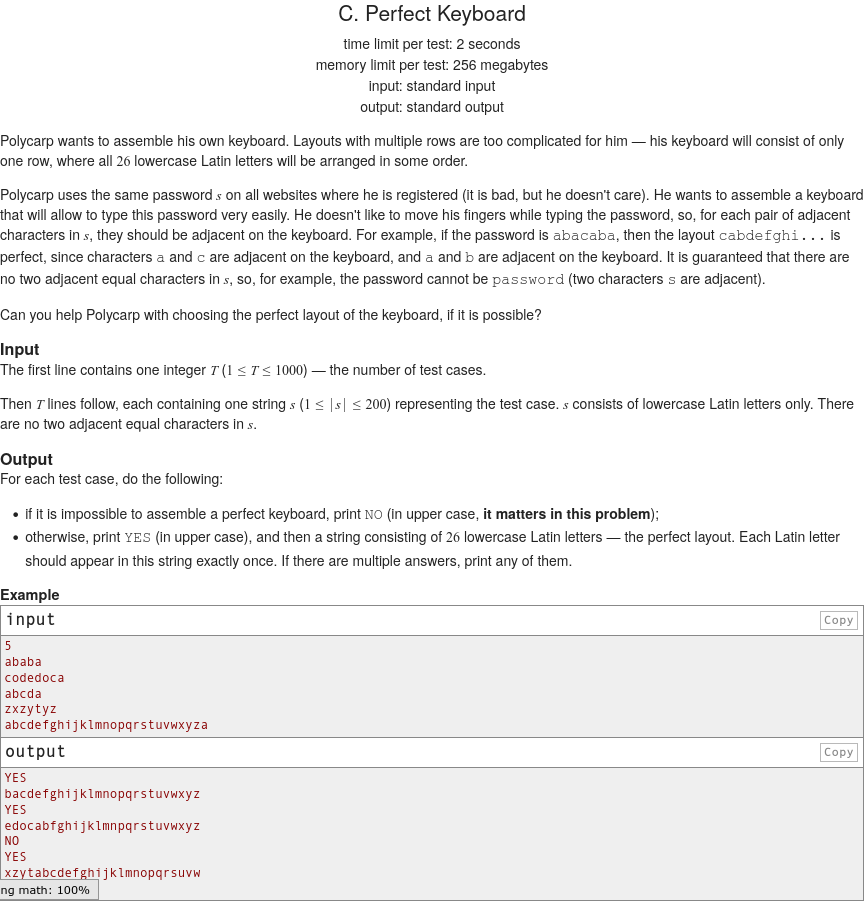 C. Perfect Keyboard
time limit per test: 2 seconds
memory limit per test: 256 megabytes
input: standard input
output: standard output
Polycarp wants to assemble his own keyboard. Layouts with multiple rows are too complicated for him — his keyboard will consist of only
one row, where all 26 lowercase Latin letters will be arranged in some order.
Polycarp uses the same password s on all websites where he is registered (it is bad, but he doesn't care). He wants to assemble a keyboard
that will allow to type this password very easily. He doesn't like to move his fingers while typing the password, so, for each pair of adjacent
characters in s, they should be adjacent on the keyboard. For example, if the password is abacaba, then the layout cabdefghi... is
perfect, since characters a and c are adjacent on the keyboard, and a and b are adjacent on the keyboard. It is guaranteed that there are
no two adjacent equal characters in s, so, for example, the password cannot be password (two characters s are adjacent).
Can you help Polycarp with choosing the perfect layout of the keyboard, if it is possible?
Input
The first line contains one integer T (1 ≤ T ≤ 1000) — the number of test cases.
Then T lines follow, each containing one string s (1 ≤ |s| ≤ 200) representing the test case. s consists of lowercase Latin letters only. There
are no two adjacent equal characters in s.
Output
For each test case, do the following:
• if it is impossible to assemble a perfect keyboard, print NO (in upper case, it matters in this problem);
• otherwise, print YES (in upper case), and then a string consisting of 26 lowercase Latin letters — the perfect layout. Each Latin letter
should appear in this string exactly once. If there are multiple answers, print any of them.
Example
input Copy
5
ababa
codedoca
abcda
zxzytyz
abcdefghijklmnopqrstuvwxyza
output Copy
YES
bacdefghijklmnopqrstuvwxyz
YES
edocabfghijklmnpqrstuvwxyz
NO
YES
xzytabcdefghijklmnopqrsuvw
ng math: 100%